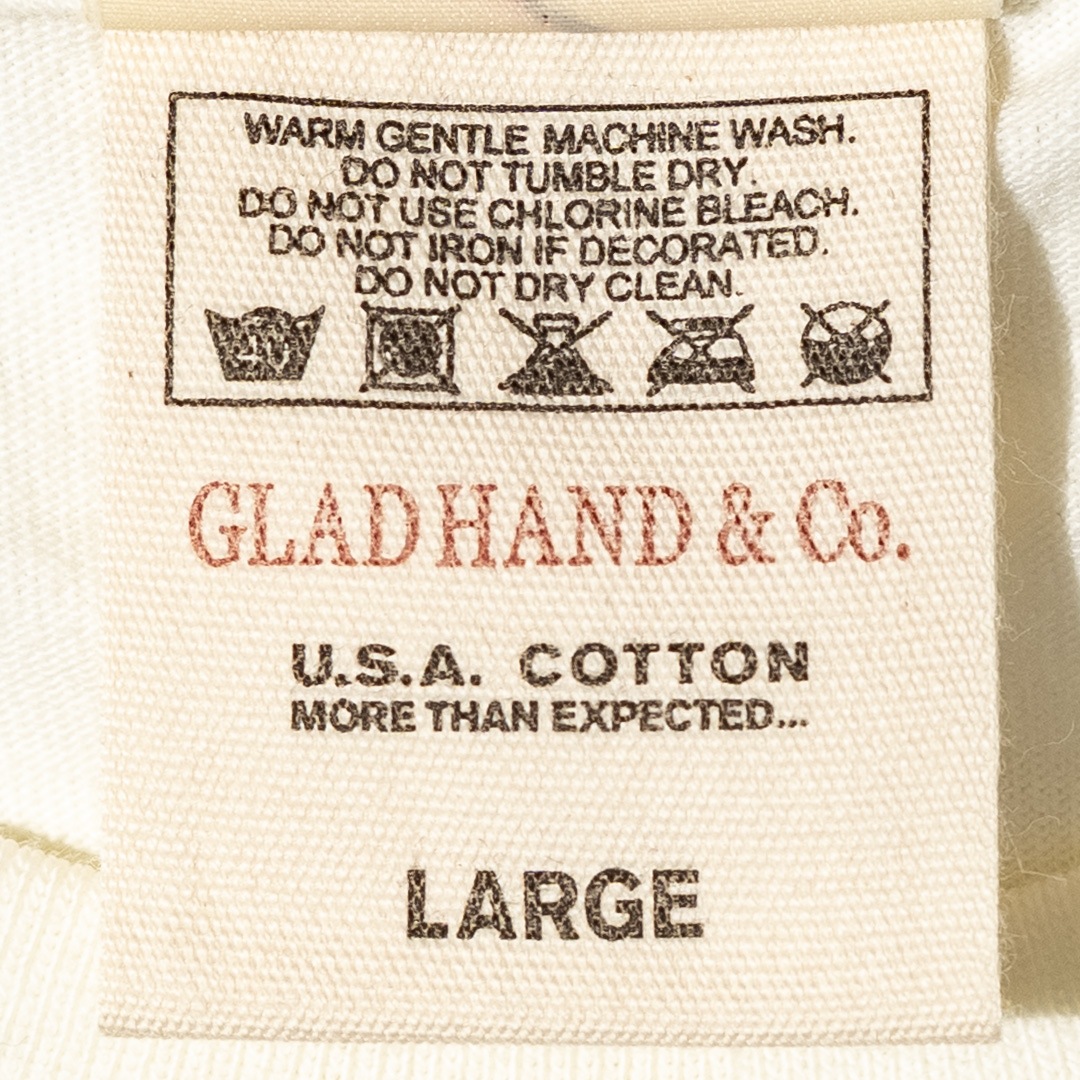 WARM GENTLE MACHINE WASH.
DO NOT TUMBLE DRY.
DO NOT USE CHLORINE BLEACH.
DO NOT IRON IF DECORATED.
DO NOT DRY CLEAN.
40
GLAD HAND & Co.
U.S.A. COTTON
MORE THAN EXPECTED...
LARGE